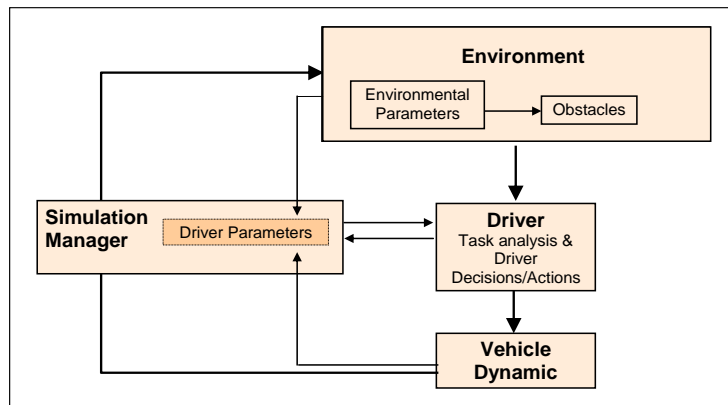 Environment
Environmental
Parameters
Obstacles
Simulation
Manager
Driver Parameters
Driver
Task analysis &
Driver
Decisions/Actions
Vehicle
Dynamic